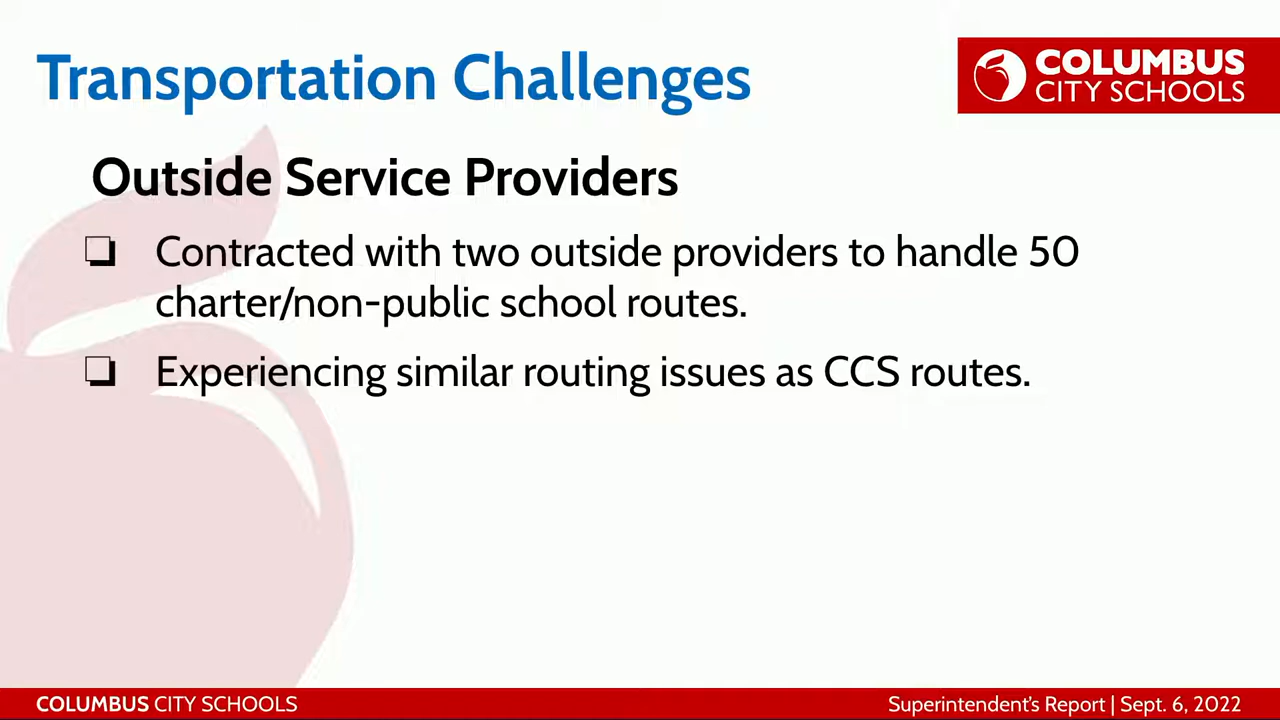 Transportation Challenges
COLUMBUS
CITY SCHOOLS
Outside Service Providers
❏ Contracted with two outside providers to handle 50
charter/non-public school routes.
❏ Experiencing similar routing issues as CCS routes.
COLUMBUS CITY SCHOOLS
Superintendent's Report | Sept. 6, 2022